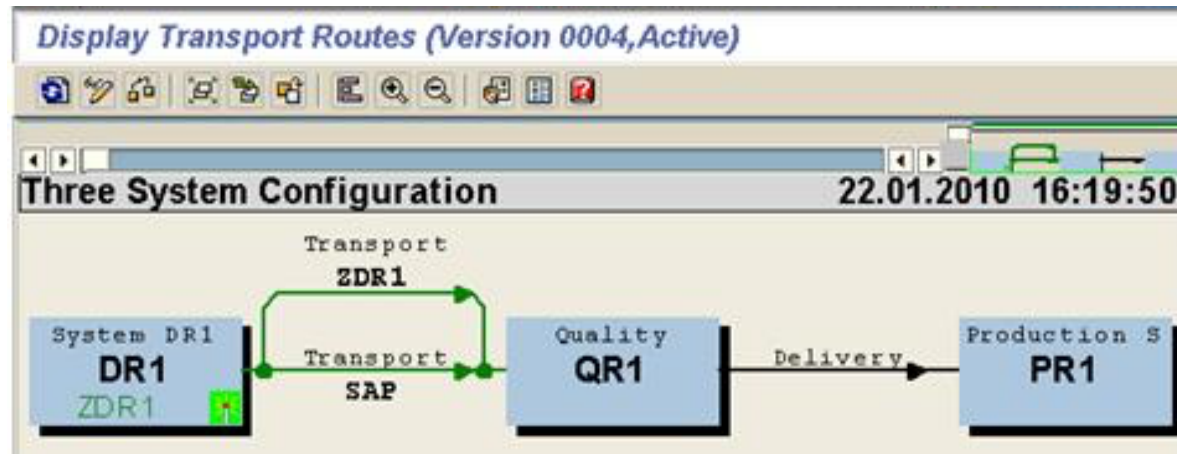 Display Transport Routes (Version 0004,Active)
Three System Configuration 22.01.2010 16:19:50
Transport
ZDR1
System DR1
DR1
ZDR1
Transport
SAP
Quality
QR1
Delivery
Production S
PR1